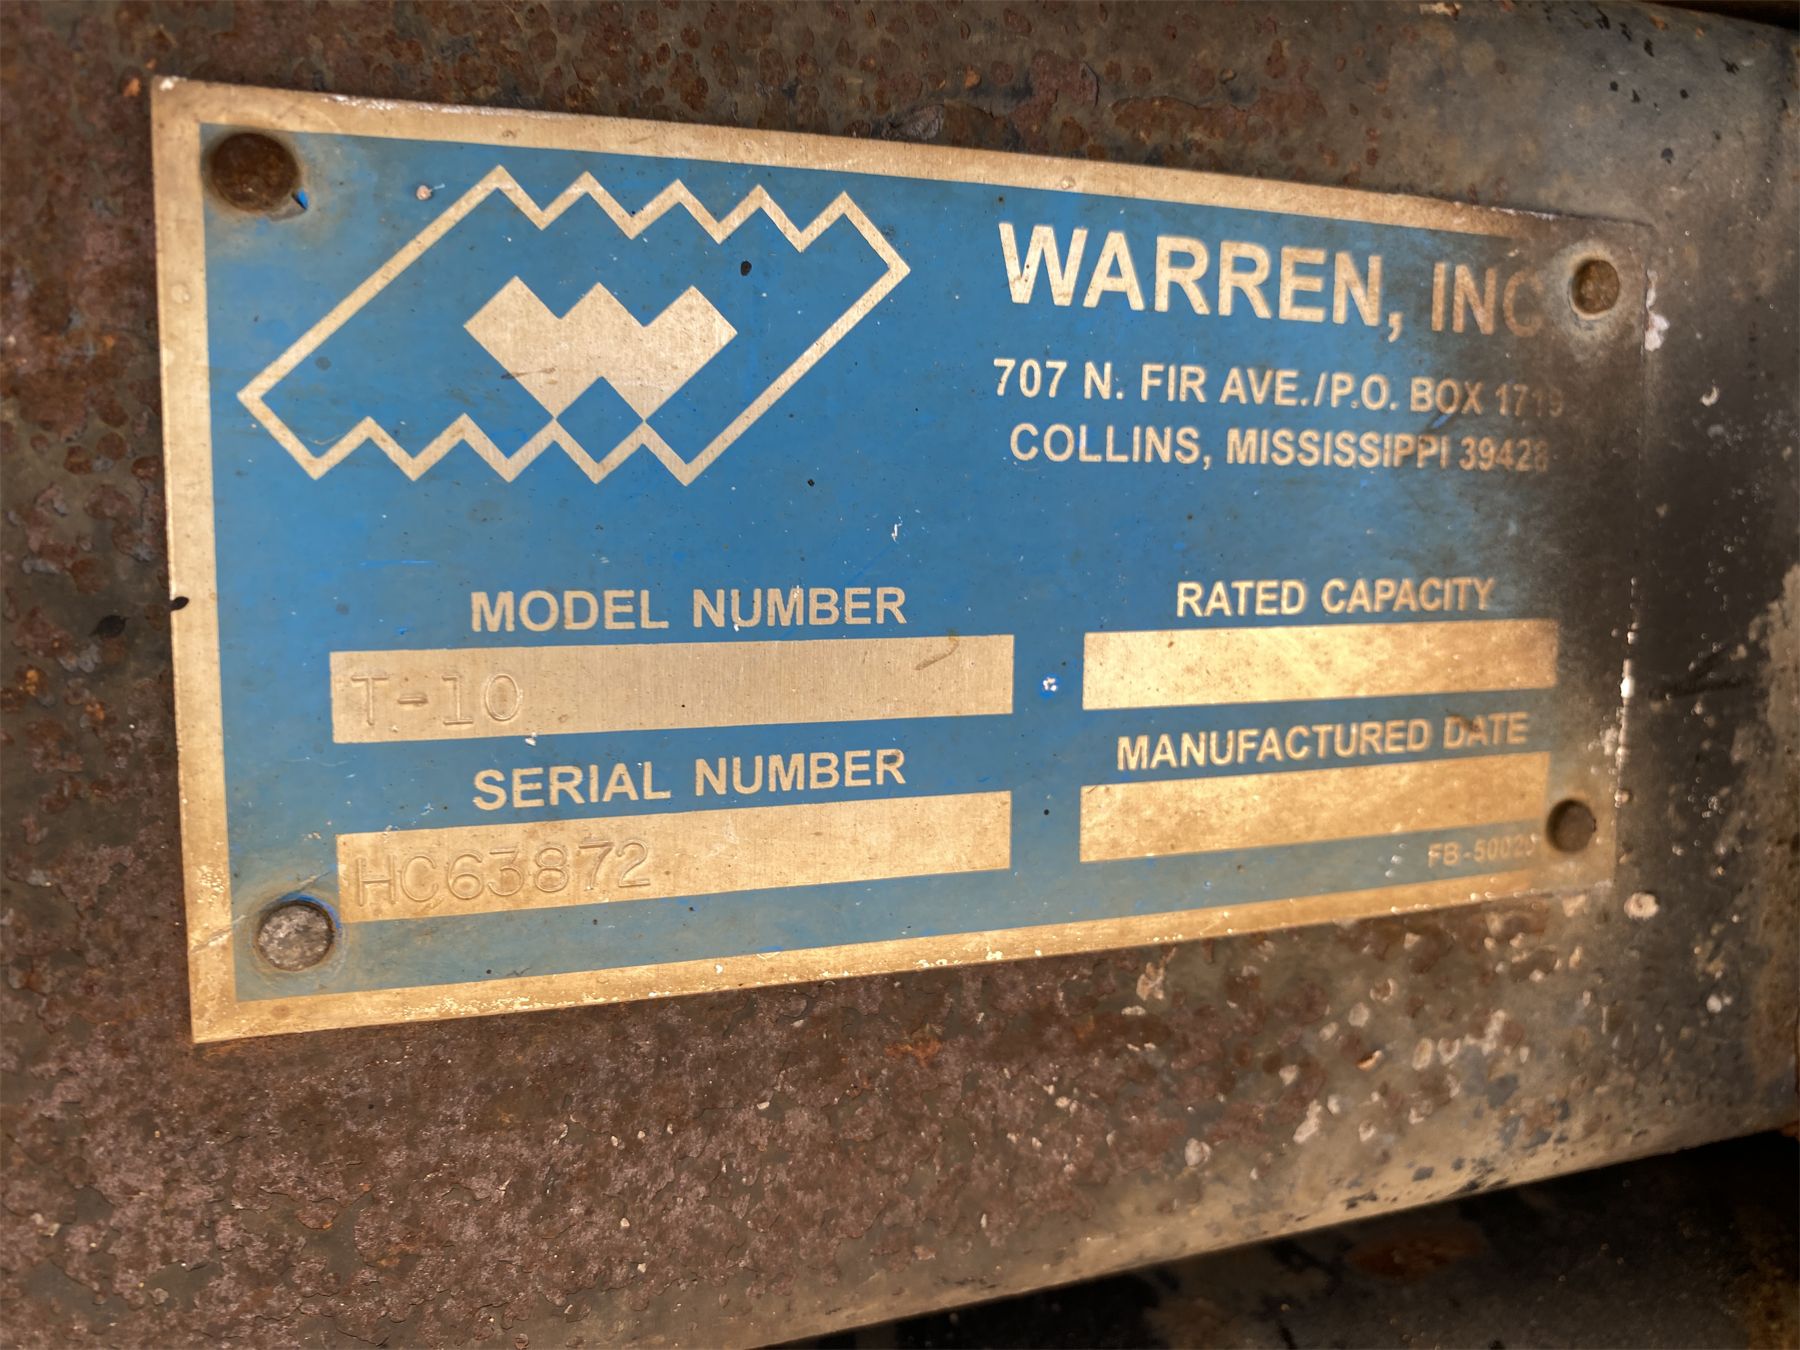 WARREN, INC
707 N. FIR AVE./P.O. BOX 1719
COLLINS, MISSISSIPPI 39428
MODEL NUMBER
T-10
RATED CAPACITY
SERIAL NUMBER
HC63872
MANUFACTURED DATE